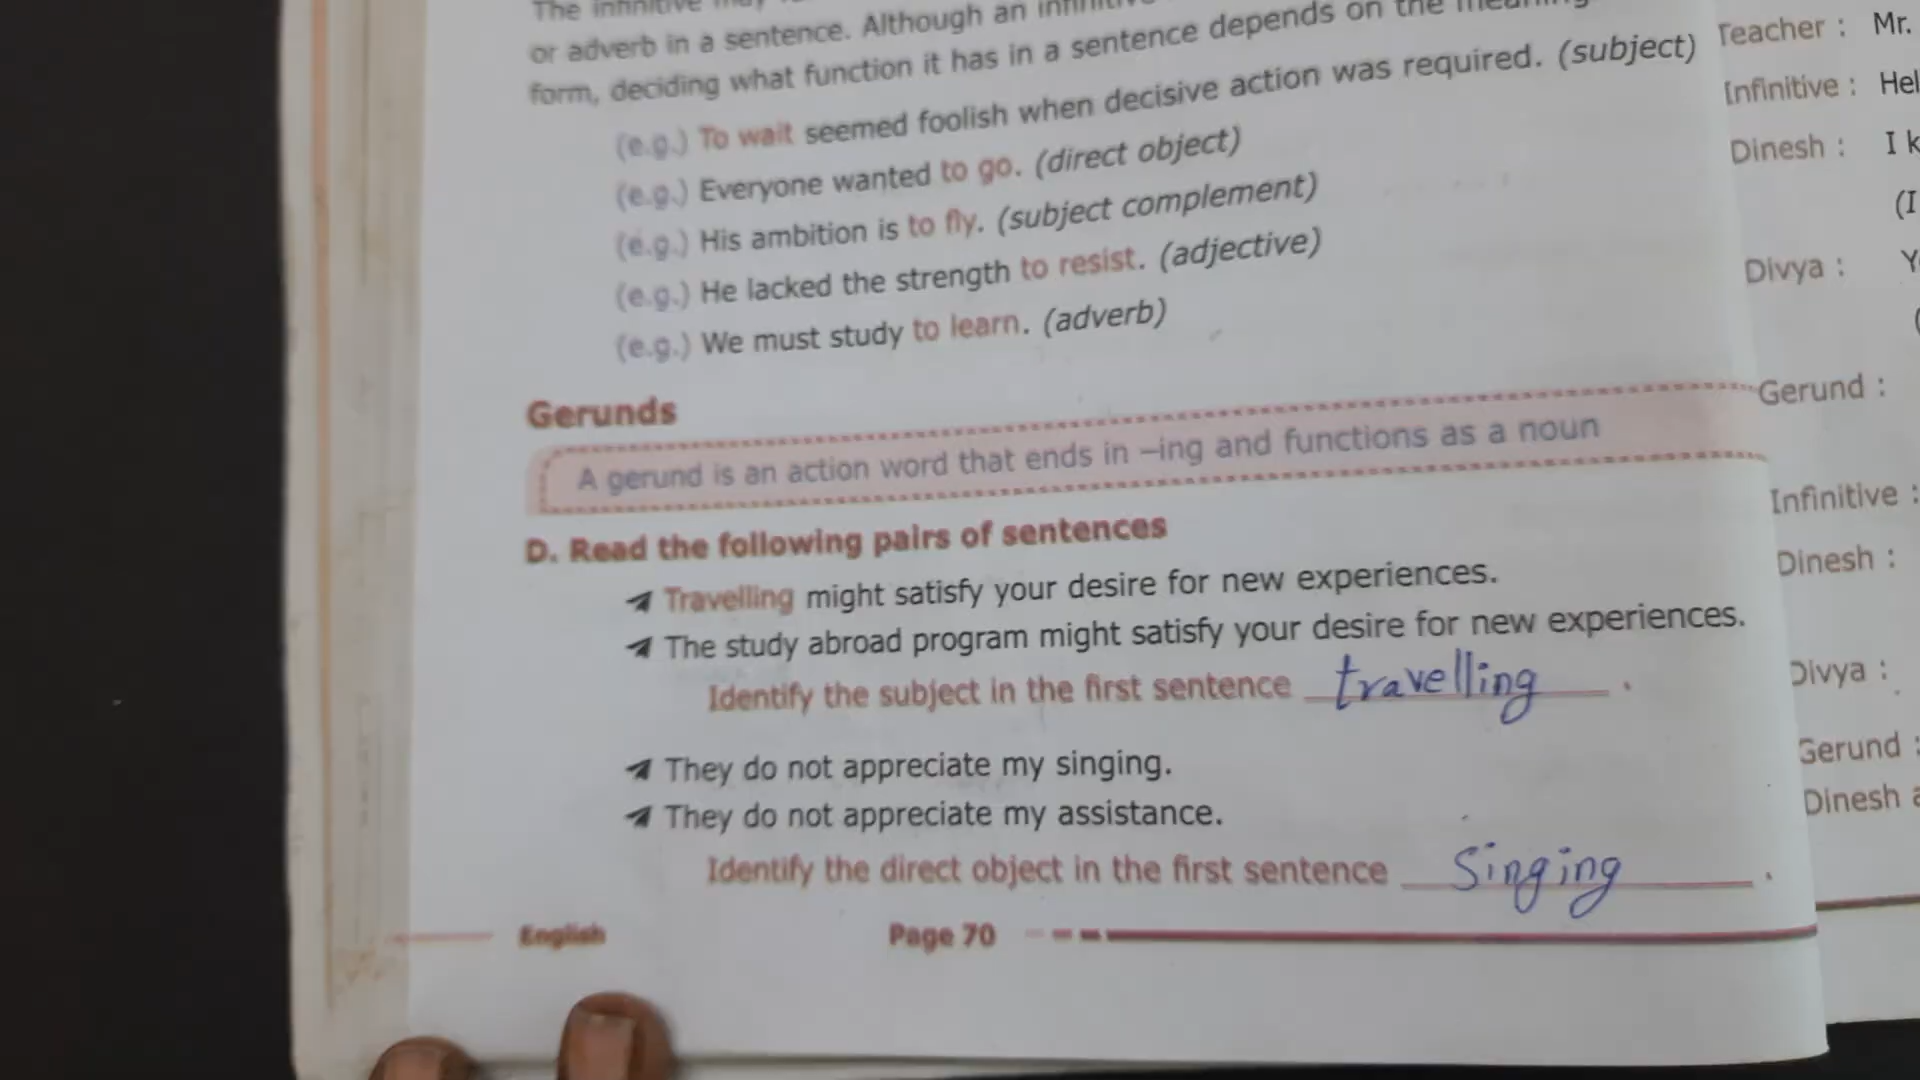 The infinitive may
or adverb in a sentence. Although an infinitive
form, deciding what function it has in a sentence depends on the meaning
(e.g.) To wait seemed foolish when decisive action was required. (subject)
(e.g.) Everyone wanted to go. (direct object)
(e.g.) His ambition is to fly. (subject complement)
(e.g.) He lacked the strength to resist. (adjective)
(e.g.) We must study to learn. (adverb)
Gerunds
A gerund is an action word that ends in –ing and functions as a noun
D. Read the following pairs of sentences
Travelling might satisfy your desire for new experiences.
The study abroad program might satisfy your desire for new experiences.
Identify the subject in the first sentence travelling .
They do not appreciate my singing.
They do not appreciate my assistance.
Identify the direct object in the first sentence Singing .
English Page 70
Teacher : Mr.
Infinitive : Hel
Dinesh : I k
(I
Divya : Y
(
Gerund :
Infinitive :
Dinesh :
Divya :
Gerund :
Dinesh a